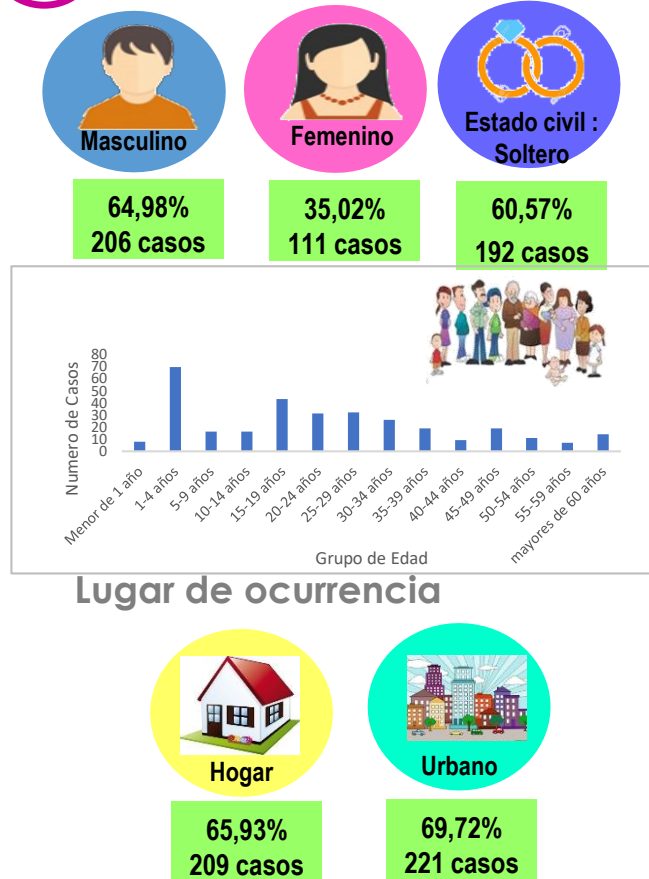 Masculino
Femenino
Estado civil :
Soltero
64,98%
206 casos
35,02%
111 casos
60,57%
192 casos
Numero de Casos
80
70
60
50
40
30
20
10
0
Menor de 1 año
1-4 años
5-9 años
10-14 años
15-19 años
20-24 años
25-29 años
30-34 años
35-39 años
40-44 años
45-49 años
50-54 años
55-59 años
mayores de 60 años
Grupo de Edad
Lugar de ocurrencia
Hogar
Urbano
65,93%
209 casos
69,72%
221 casos